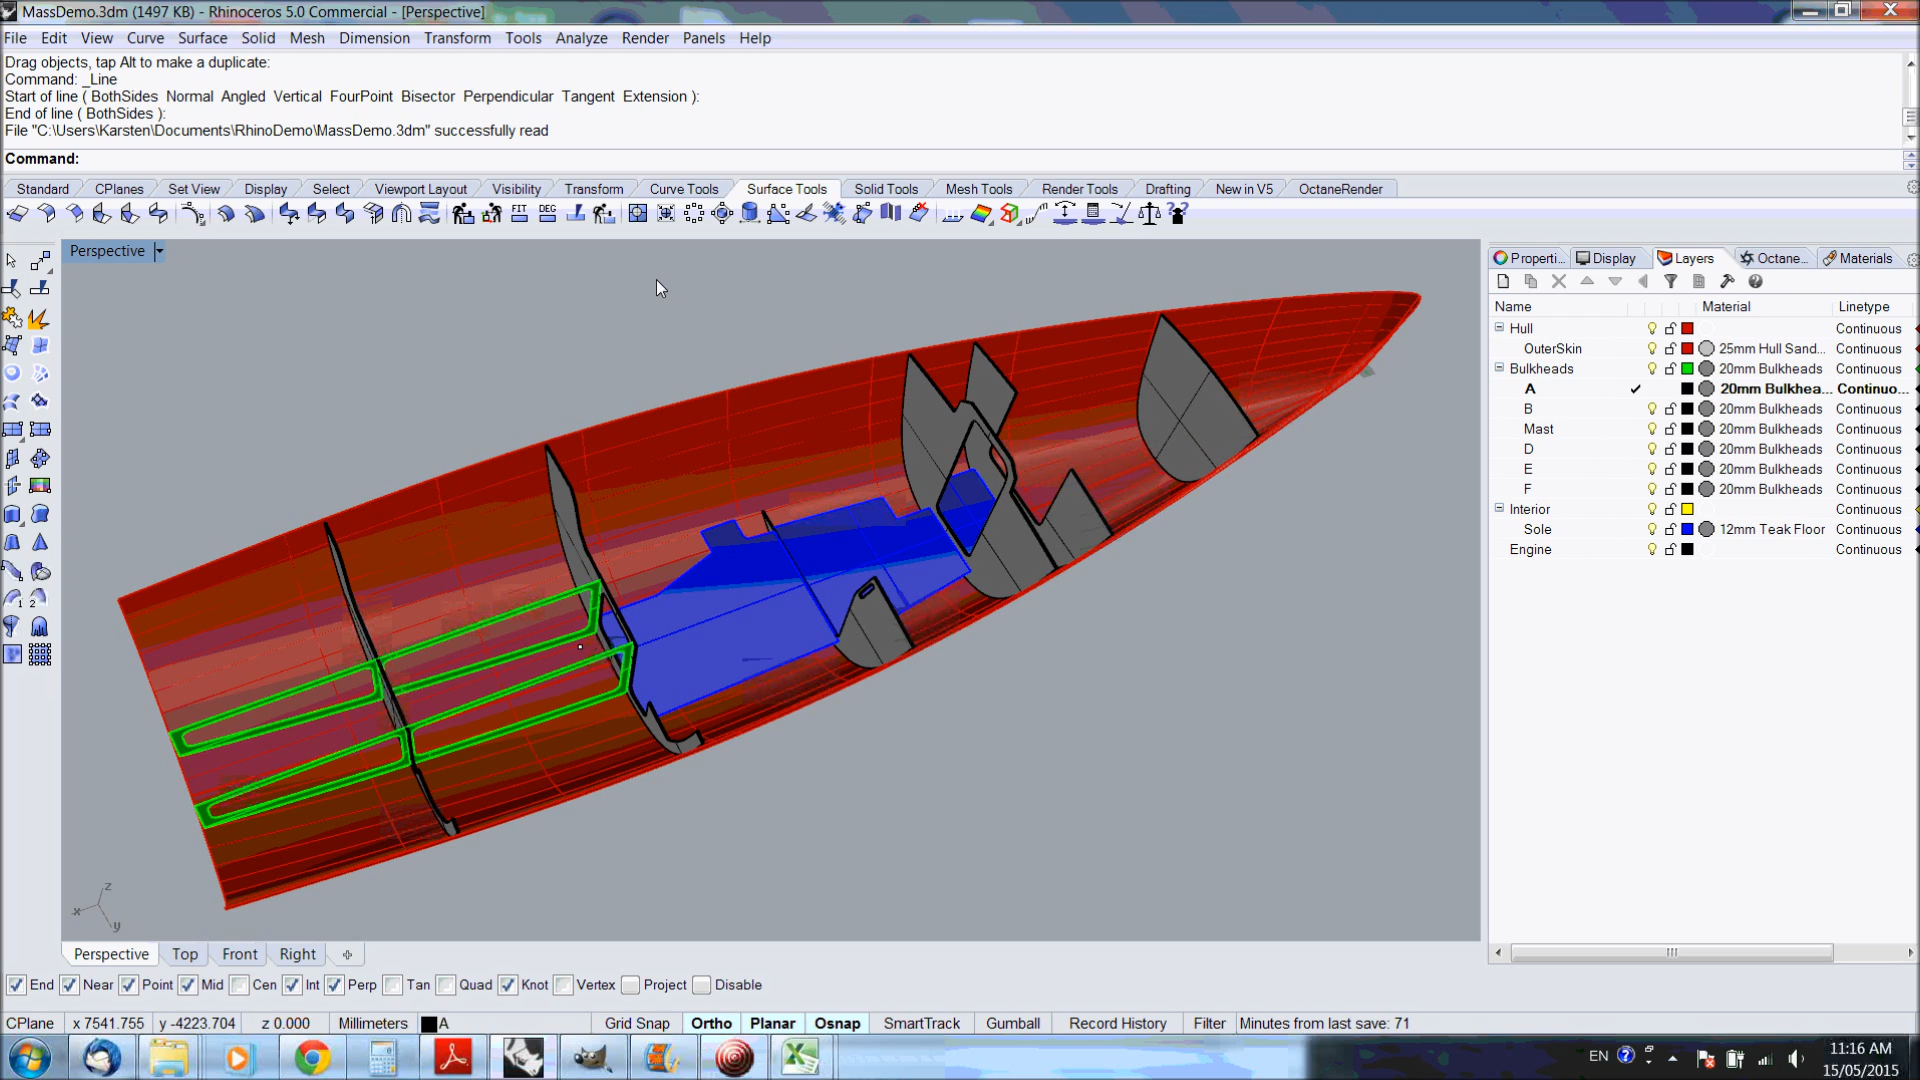 MassDemo.3dm (1497 KB) - Rhinoceros 5.0 Commercial - [Perspective]
File Edit View Curve Surface Solid Mesh Dimension Transform Tools Analyze Render Panels Help
Drag objects, tap Alt to make a duplicate:
Command: _Line
Start of line ( BothSides Normal Angled Vertical FourPoint Bisector Perpendicular Tangent Extension ):
End of line ( BothSides ):
File "C:\Users\Karsten\Documents\RhinoDemo\MassDemo.3dm" successfully read
Command:
Standard CPlanes Set View Display Select Viewport Layout Visibility Transform Curve Tools Surface Tools Solid Tools Mesh Tools Render Tools Drafting New in V5 OctaneRender
FIT DEG
Perspective
Properti... Display Layers Octane... Materials
Name Material Linetype
Hull Continuous
OuterSkin 25mm Hull Sand... Continuous
Bulkheads 20mm Bulkheads Continuous
A 20mm Bulkhea... Continuo...
B 20mm Bulkheads Continuous
Mast 20mm Bulkheads Continuous
D 20mm Bulkheads Continuous
E 20mm Bulkheads Continuous
F 20mm Bulkheads Continuous
Interior Continuous
Sole 12mm Teak Floor Continuous
Engine Continuous
z
x
y
Perspective Top Front Right
End Near Point Mid Cen Int Perp Tan Quad Knot Vertex Project Disable
CPlane x 7541.755 y -4223.704 z 0.000 Millimeters A Grid Snap Ortho Planar Osnap SmartTrack Gumball Record History Filter Minutes from last save: 71
EN 11:16 AM
15/05/2015